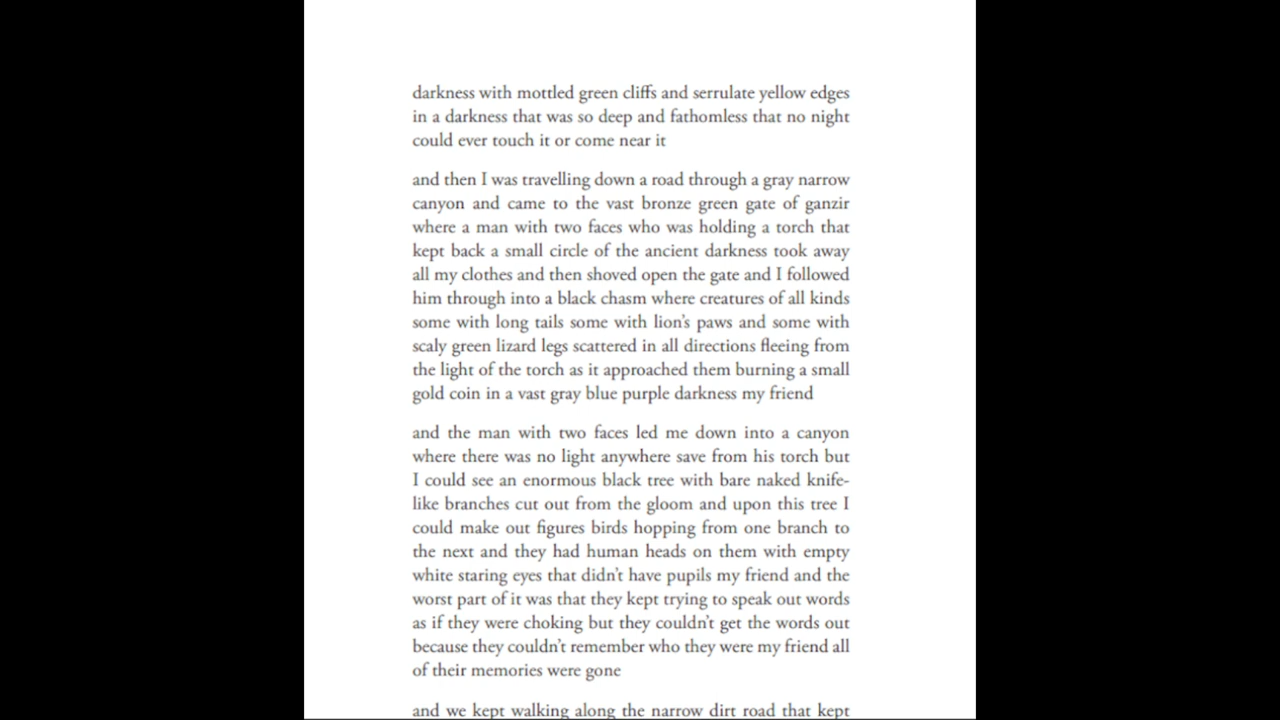 darkness with mottled green cliffs and serrulate yellow edges
in a darkness that was so deep and fathomless that no night
could ever touch it or come near it
and then I was travelling down a road through a gray narrow
canyon and came to the vast bronze green gate of ganzir
where a man with two faces who was holding a torch that
kept back a small circle of the ancient darkness took away
all my clothes and then shoved open the gate and I followed
him through into a black chasm where creatures of all kinds
some with long tails some with lion’s paws and some with
scaly green lizard legs scattered in all directions fleeing from
the light of the torch as it approached them burning a small
gold coin in a vast gray blue purple darkness my friend
and the man with two faces led me down into a canyon
where there was no light anywhere save from his torch but
I could see an enormous black tree with bare naked knife-
like branches cut out from the gloom and upon this tree I
could make out figures birds hopping from one branch to
the next and they had human heads on them with empty
white staring eyes that didn’t have pupils my friend and the
worst part of it was that they kept trying to speak out words
as if they were choking but they couldn’t get the words out
because they couldn’t remember who they were my friend all
of their memories were gone
and we kept walking along the narrow dirt road that kept